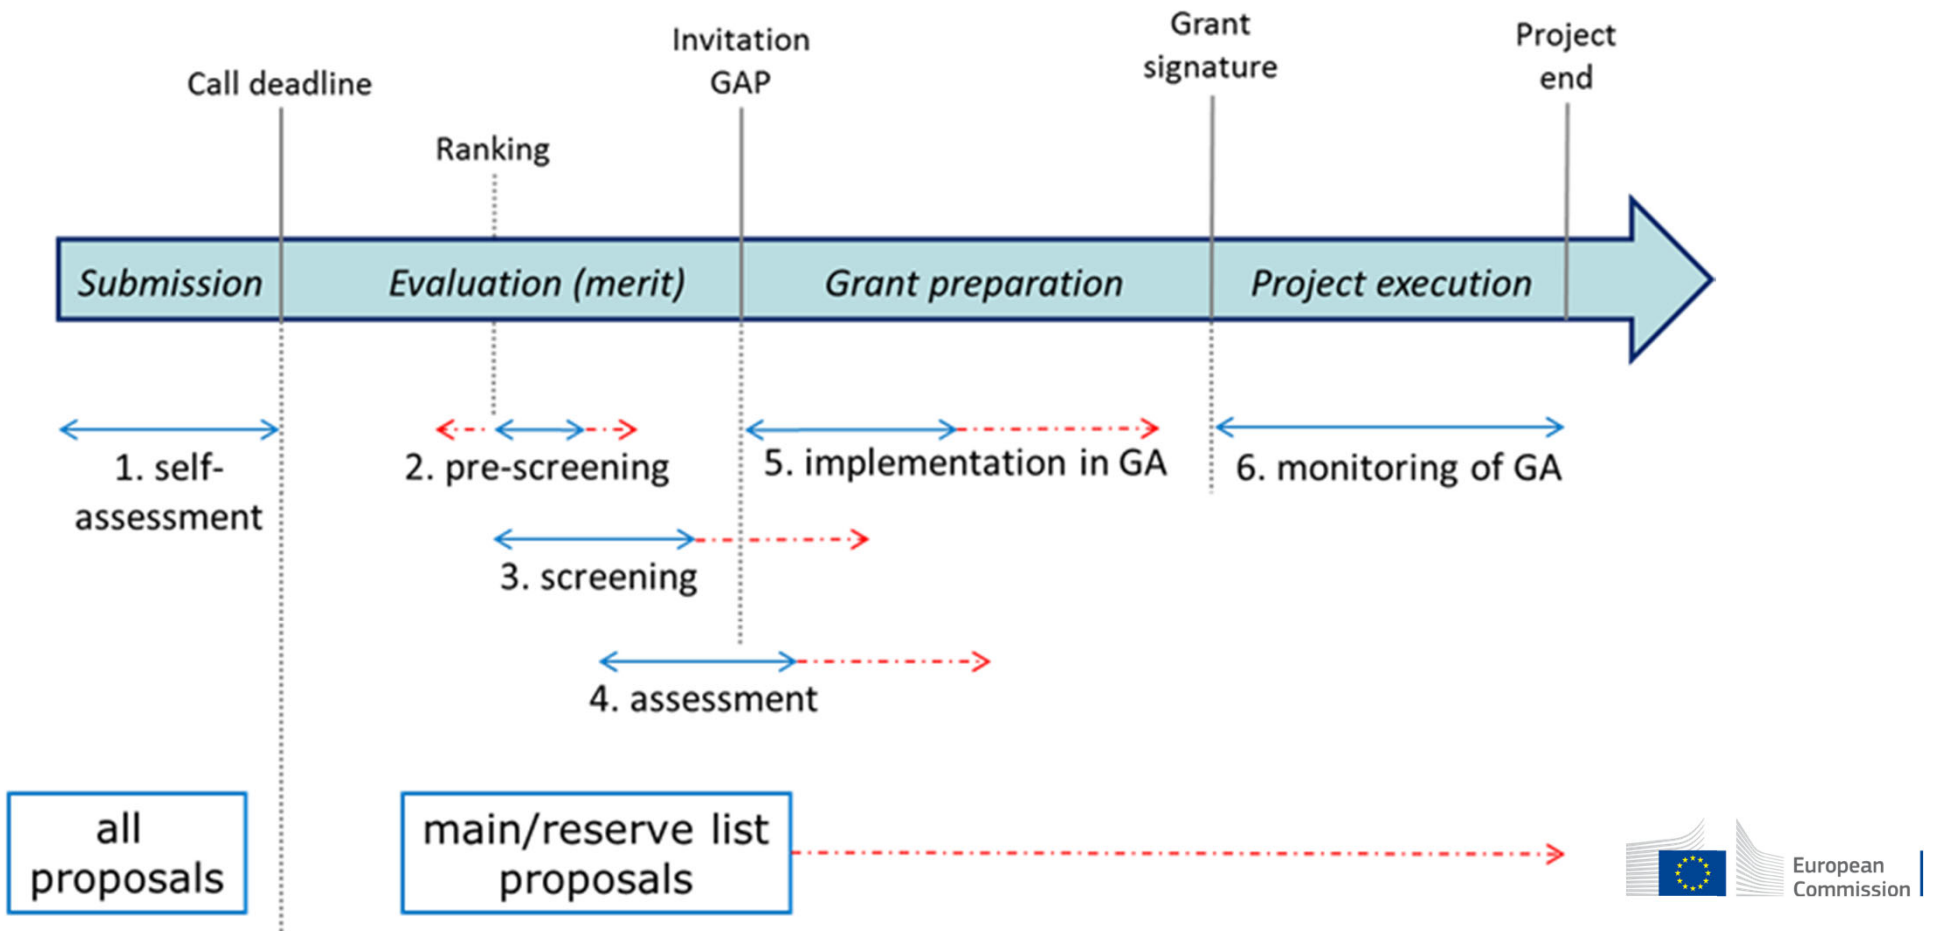 Call deadline
Ranking
Invitation
GAP
Grant
signature
Project
end
Submission
Evaluation (merit)
Grant preparation
Project execution
1. self-
assessment
2. pre-screening
3. screening
4. assessment
5. implementation in GA
6. monitoring of GA
all
proposals
main/reserve list
proposals
European
Commission